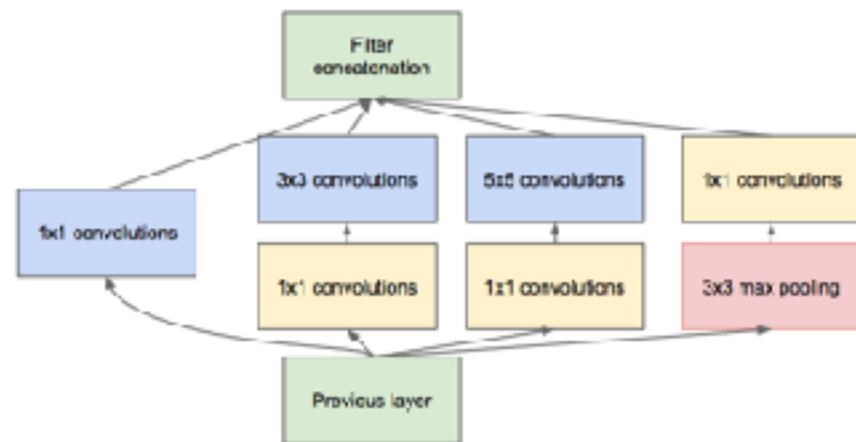 Filter
concatenation
3x3 convolutions
5x5 convolutions
1x1 convolutions
1x1 convolutions
1x1 convolutions
1x1 convolutions
3x3 max pooling
Previous layer